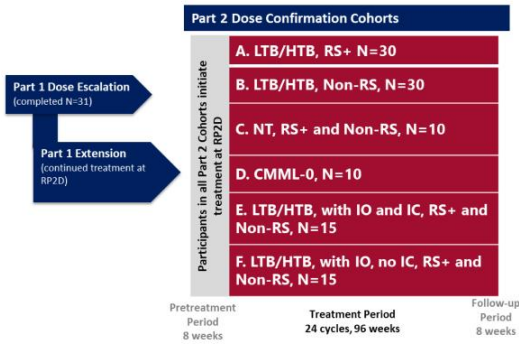 Part 2 Dose Confirmation Cohorts
Part 1 Dose Escalation
(completed N=31)
Part 1 Extension
(continued treatment at
RP2D)
Participants in all Part 2 Cohorts initiate
treatment at RP2D
A. LTB/HTB, RS+ N=30
B. LTB/HTB, Non-RS, N=30
C. NT, RS+ and Non-RS, N=10
D. CMML-0, N=10
E. LTB/HTB, with IO and IC, RS+ and
Non-RS, N=15
F. LTB/HTB, with IO, no IC, RS+ and
Non-RS, N=15
Pretreatment
Period
8 weeks
Treatment Period
24 cycles, 96 weeks
Follow-up
Period
8 weeks